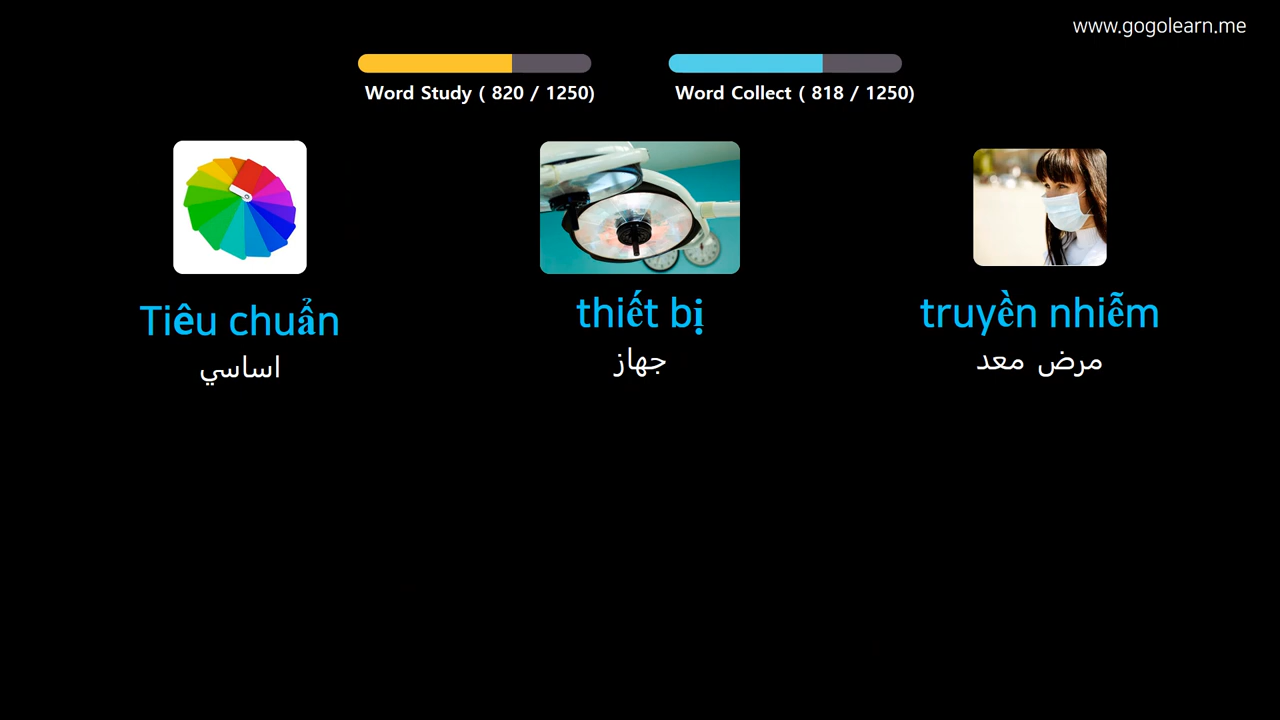 www.gogolearn.me
Word Study ( 820 / 1250)
Word Collect ( 818 / 1250)
Tiêu chuẩn
اساسي
thiết bị
جهاز
truyền nhiễm
مرض معد